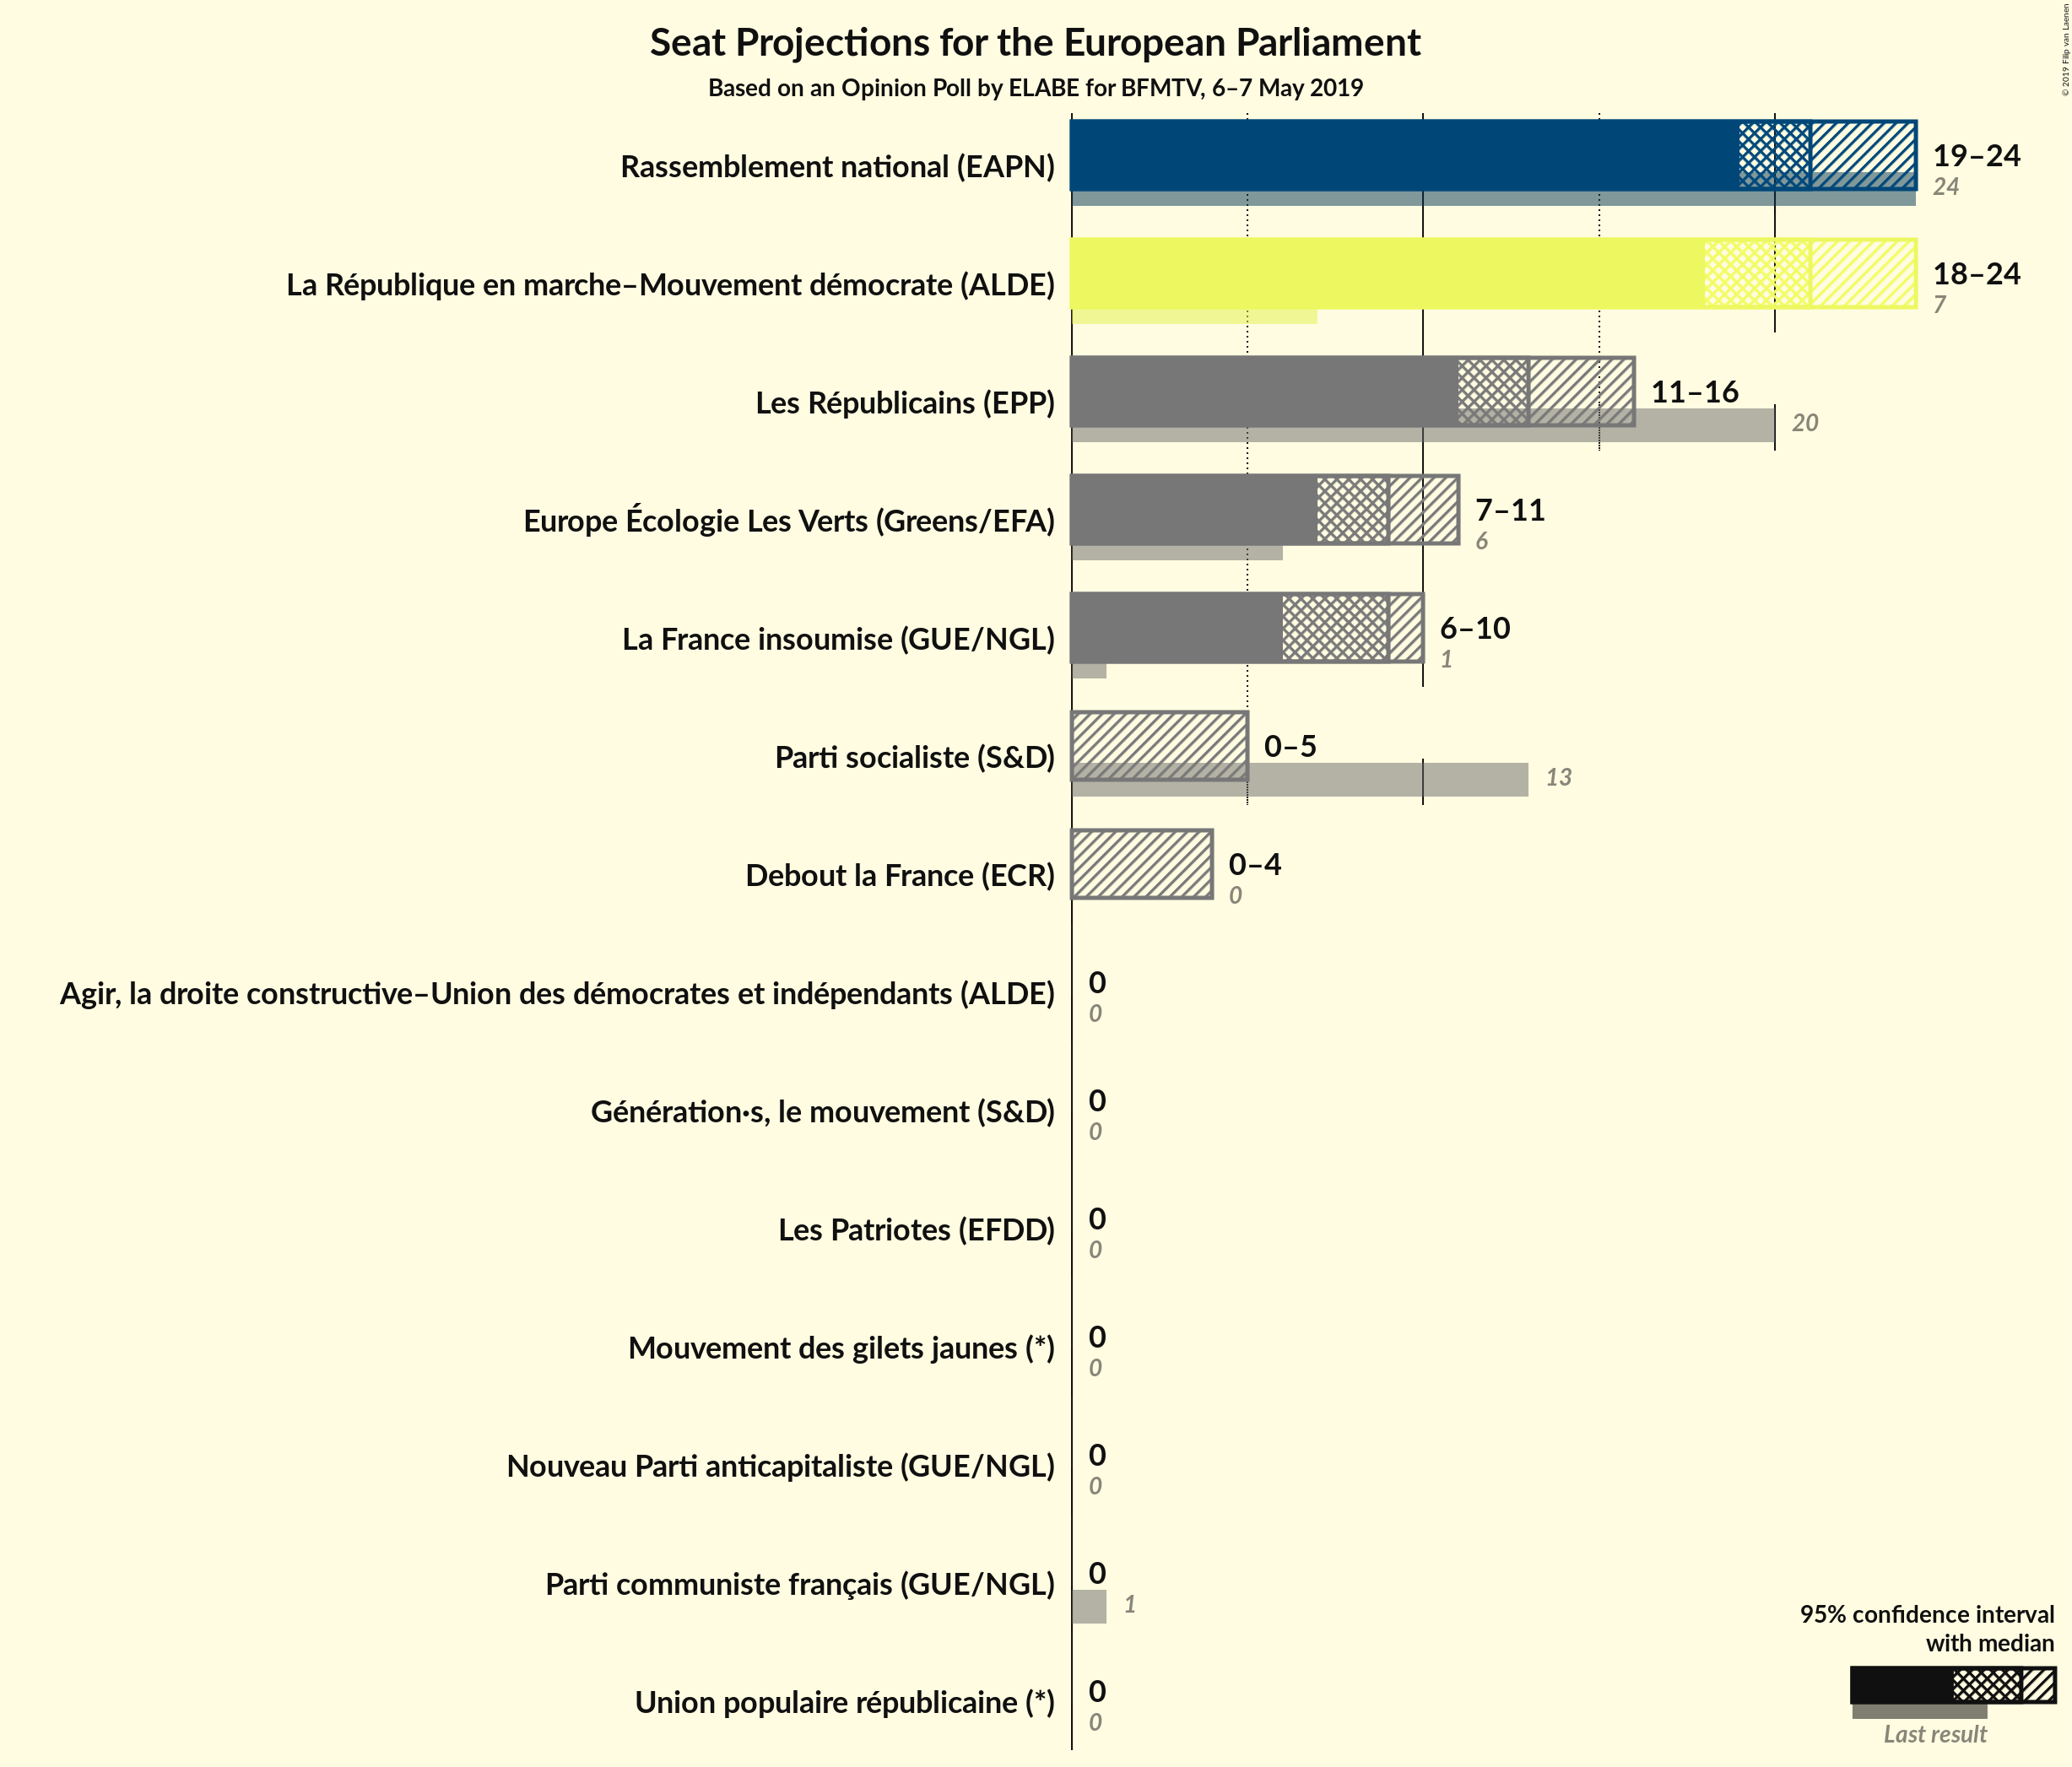 Seat Projections for the European Parliament
Based on an Opinion Poll by ELABE for BFMTV, 6–7 May 2019
© 2019 Filip van Laenen
Rassemblement national (EAPN)
19–24
24
La République en marche–Mouvement démocrate (ALDE)
18–24
7
Les Républicains (EPP)
11–16
20
Europe Écologie Les Verts (Greens/EFA)
7–11
6
La France insoumise (GUE/NGL)
6–10
1
Parti socialiste (S&D)
0–5
13
Debout la France (ECR)
0–4
0
Agir, la droite constructive–Union des démocrates et indépendants (ALDE)
0
0
Génération·s, le mouvement (S&D)
0
0
Les Patriotes (EFDD)
0
0
Mouvement des gilets jaunes (*)
0
0
Nouveau Parti anticapitaliste (GUE/NGL)
0
0
Parti communiste français (GUE/NGL)
0
1
Union populaire républicaine (*)
0
0
95% confidence interval
with median
Last result